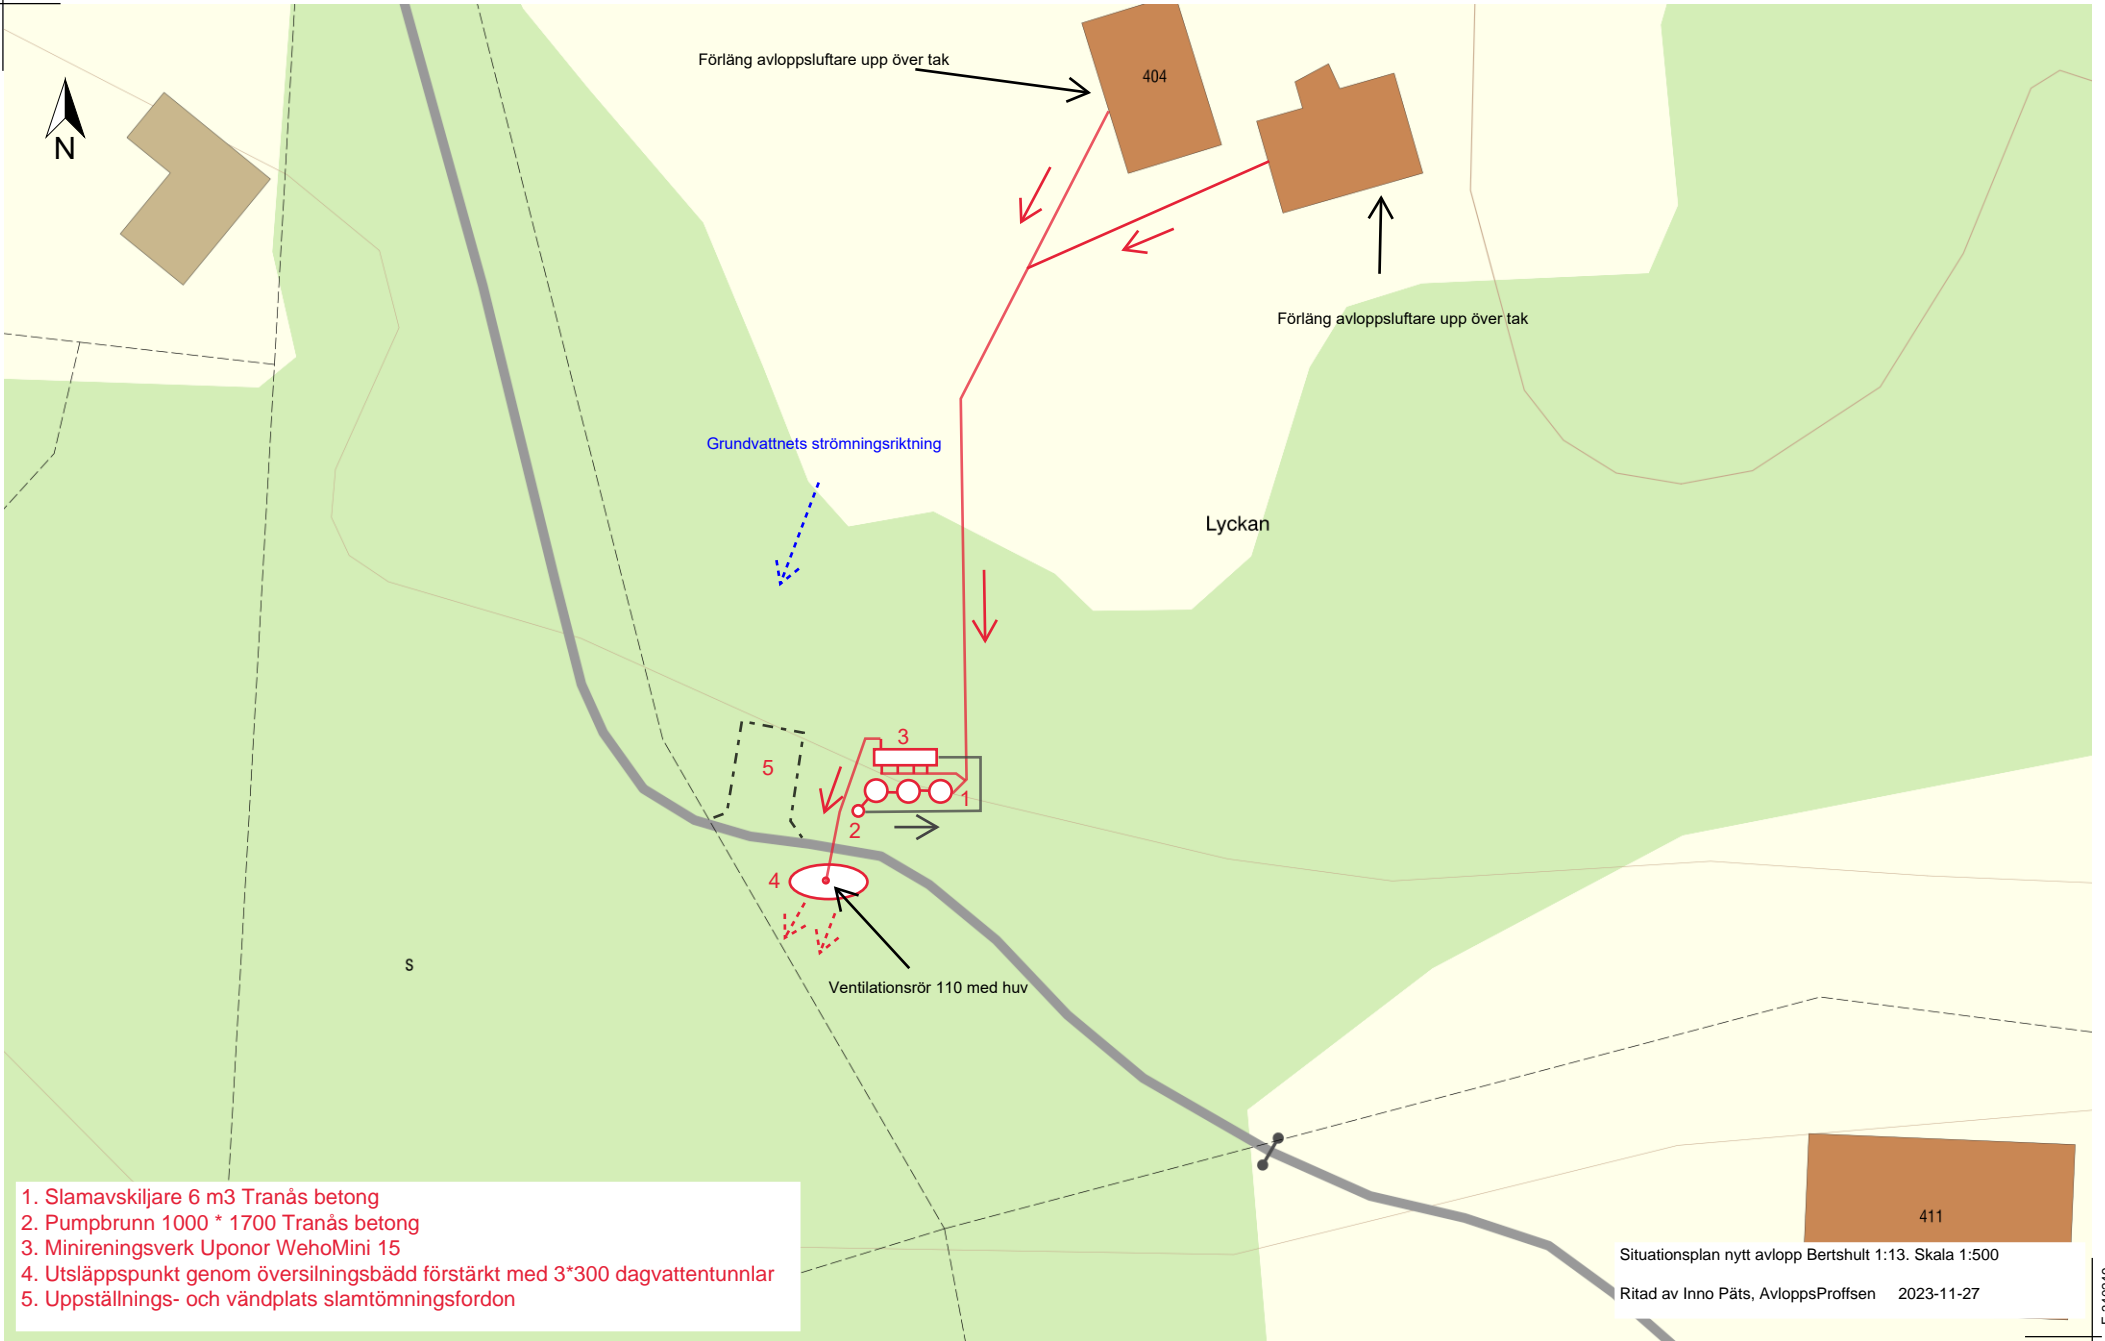 Förläng avloppsluftare upp över tak
404
N
Förläng avloppsluftare upp över tak
Grundvattnets strömningsriktning
Lyckan
3
5
1
2
4
S
Ventilationsrör 110 med huv
411
1. Slamavskiljare 6 m3 Tranås betong
2. Pumpbrunn 1000 * 1700 Tranås betong
3. Minireningsverk Uponor WehoMini 15
4. Utsläppspunkt genom översilningsbädd förstärkt med 3*300 dagvattentunnlar
5. Uppställnings- och vändplats slamtömningsfordon
Situationsplan nytt avlopp Bertshult 1:13. Skala 1:500
Ritad av Inno Päts, AvloppsProffsen 2023-11-27